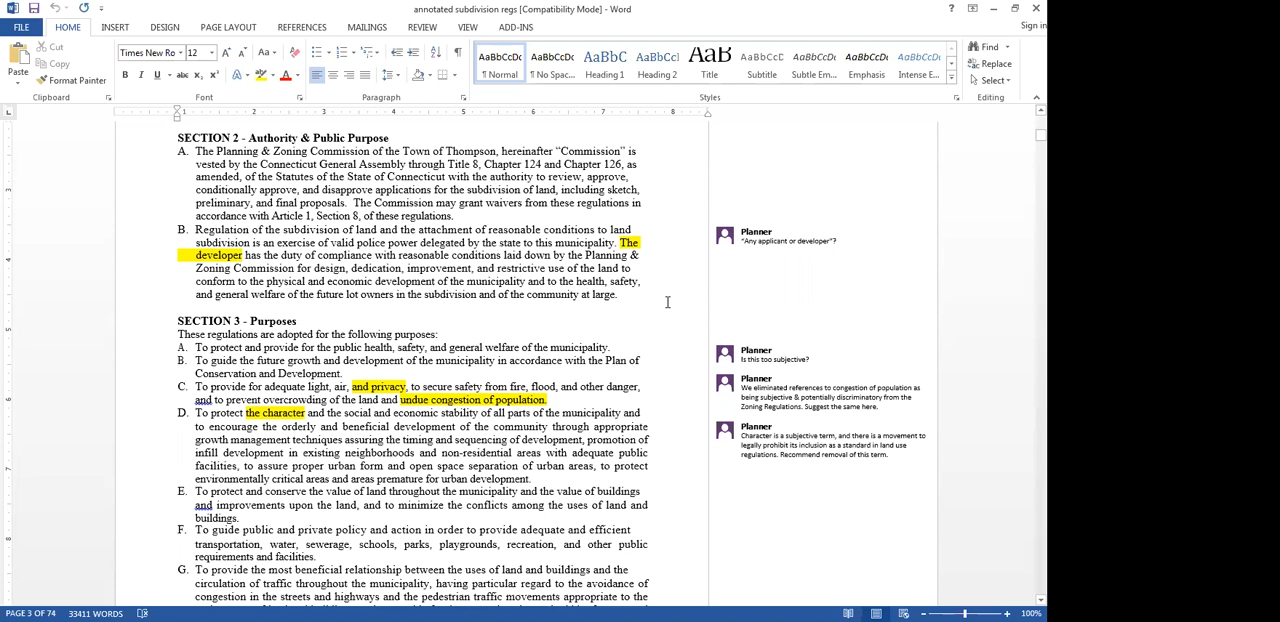 annotated subdivision regs [Compatibility Mode] - Word
Sign in
FILE HOME INSERT DESIGN PAGE LAYOUT REFERENCES MAILINGS REVIEW VIEW ADD-INS
Cut
Copy
Format Painter
Paste
Times New Ro 12
AaBbCcDc AaBbCcDc AaBbC AaBbCc AaB AaBbCcC AaBbCcDc AaBbCcDc AaBbCcDc
¶ Normal ¶ No Spac... Heading 1 Heading 2 Title Subtitle Subtle Em... Emphasis Intense E...
Find
Replace
Select
Clipboard Font Paragraph Styles Editing
1 2 3 4 5 6 7 8
SECTION 2 - Authority & Public Purpose
A. The Planning & Zoning Commission of the Town of Thompson, hereinafter “Commission” is
vested by the Connecticut General Assembly through Title 8, Chapter 124 and Chapter 126, as
amended, of the Statutes of the State of Connecticut with the authority to review, approve,
conditionally approve, and disapprove applications for the subdivision of land, including sketch,
preliminary, and final proposals. The Commission may grant waivers from these regulations in
accordance with Article 1, Section 8, of these regulations.
B. Regulation of the subdivision of land and the attachment of reasonable conditions to land
subdivision is an exercise of valid police power delegated by the state to this municipality. The
developer has the duty of compliance with reasonable conditions laid down by the Planning &
Zoning Commission for design, dedication, improvement, and restrictive use of the land to
conform to the physical and economic development of the municipality and to the health, safety,
and general welfare of the future lot owners in the subdivision and of the community at large.
SECTION 3 - Purposes
These regulations are adopted for the following purposes:
A. To protect and provide for the public health, safety, and general welfare of the municipality.
B. To guide the future growth and development of the municipality in accordance with the Plan of
Conservation and Development.
C. To provide for adequate light, air, and privacy, to secure safety from fire, flood, and other danger,
and to prevent overcrowding of the land and undue congestion of population.
D. To protect the character and the social and economic stability of all parts of the municipality and
to encourage the orderly and beneficial development of the community through appropriate
growth management techniques assuring the timing and sequencing of development, promotion of
infill development in existing neighborhoods and non-residential areas with adequate public
facilities, to assure proper urban form and open space separation of urban areas, to protect
environmentally critical areas and areas premature for urban development.
E. To protect and conserve the value of land throughout the municipality and the value of buildings
and improvements upon the land, and to minimize the conflicts among the uses of land and
buildings.
F. To guide public and private policy and action in order to provide adequate and efficient
transportation, water, sewerage, schools, parks, playgrounds, recreation, and other public
requirements and facilities.
G. To provide the most beneficial relationship between the uses of land and buildings and the
circulation of traffic throughout the municipality, having particular regard to the avoidance of
congestion in the streets and highways and the pedestrian traffic movements appropriate to the
Planner
“Any applicant or developer”?
Planner
Is this too subjective?
Planner
We eliminated references to congestion of population as
being subjective & potentially discriminatory from the
Zoning Regulations. Suggest the same here.
Planner
Character is a subjective term, and there is a movement to
legally prohibit its inclusion as a standard in land use
regulations. Recommend removal of this term.
PAGE 3 OF 74 33411 WORDS
100%